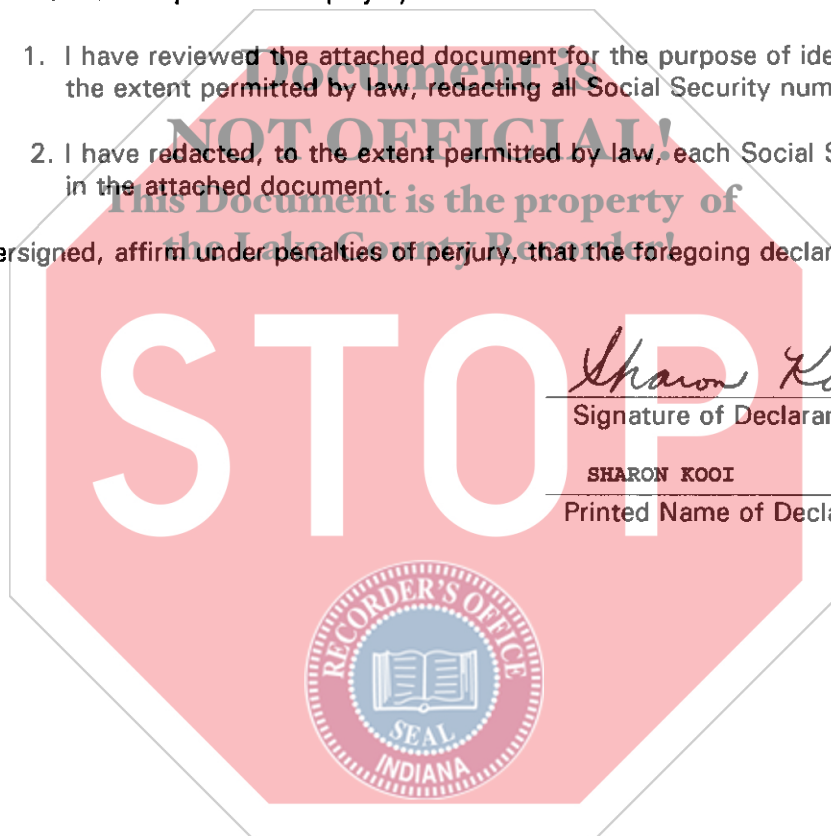 1. I have reviewed the attached document for the purpose of ide
the extent permitted by law, redacting all Social Security num
2. I have redacted, to the extent permitted by law, each Social S
in the attached document.
ersigned, affirm under penalties of perjury, that the foregoing declar
Document is
NOT OFFICIAL!
This Document is the property of
the Lake County Recorder!
STOP
Sharon Ko
Signature of Declaran
SHARON KOOI
Printed Name of Decla
RECORDER'S OFFICE
SEAL
INDIANA